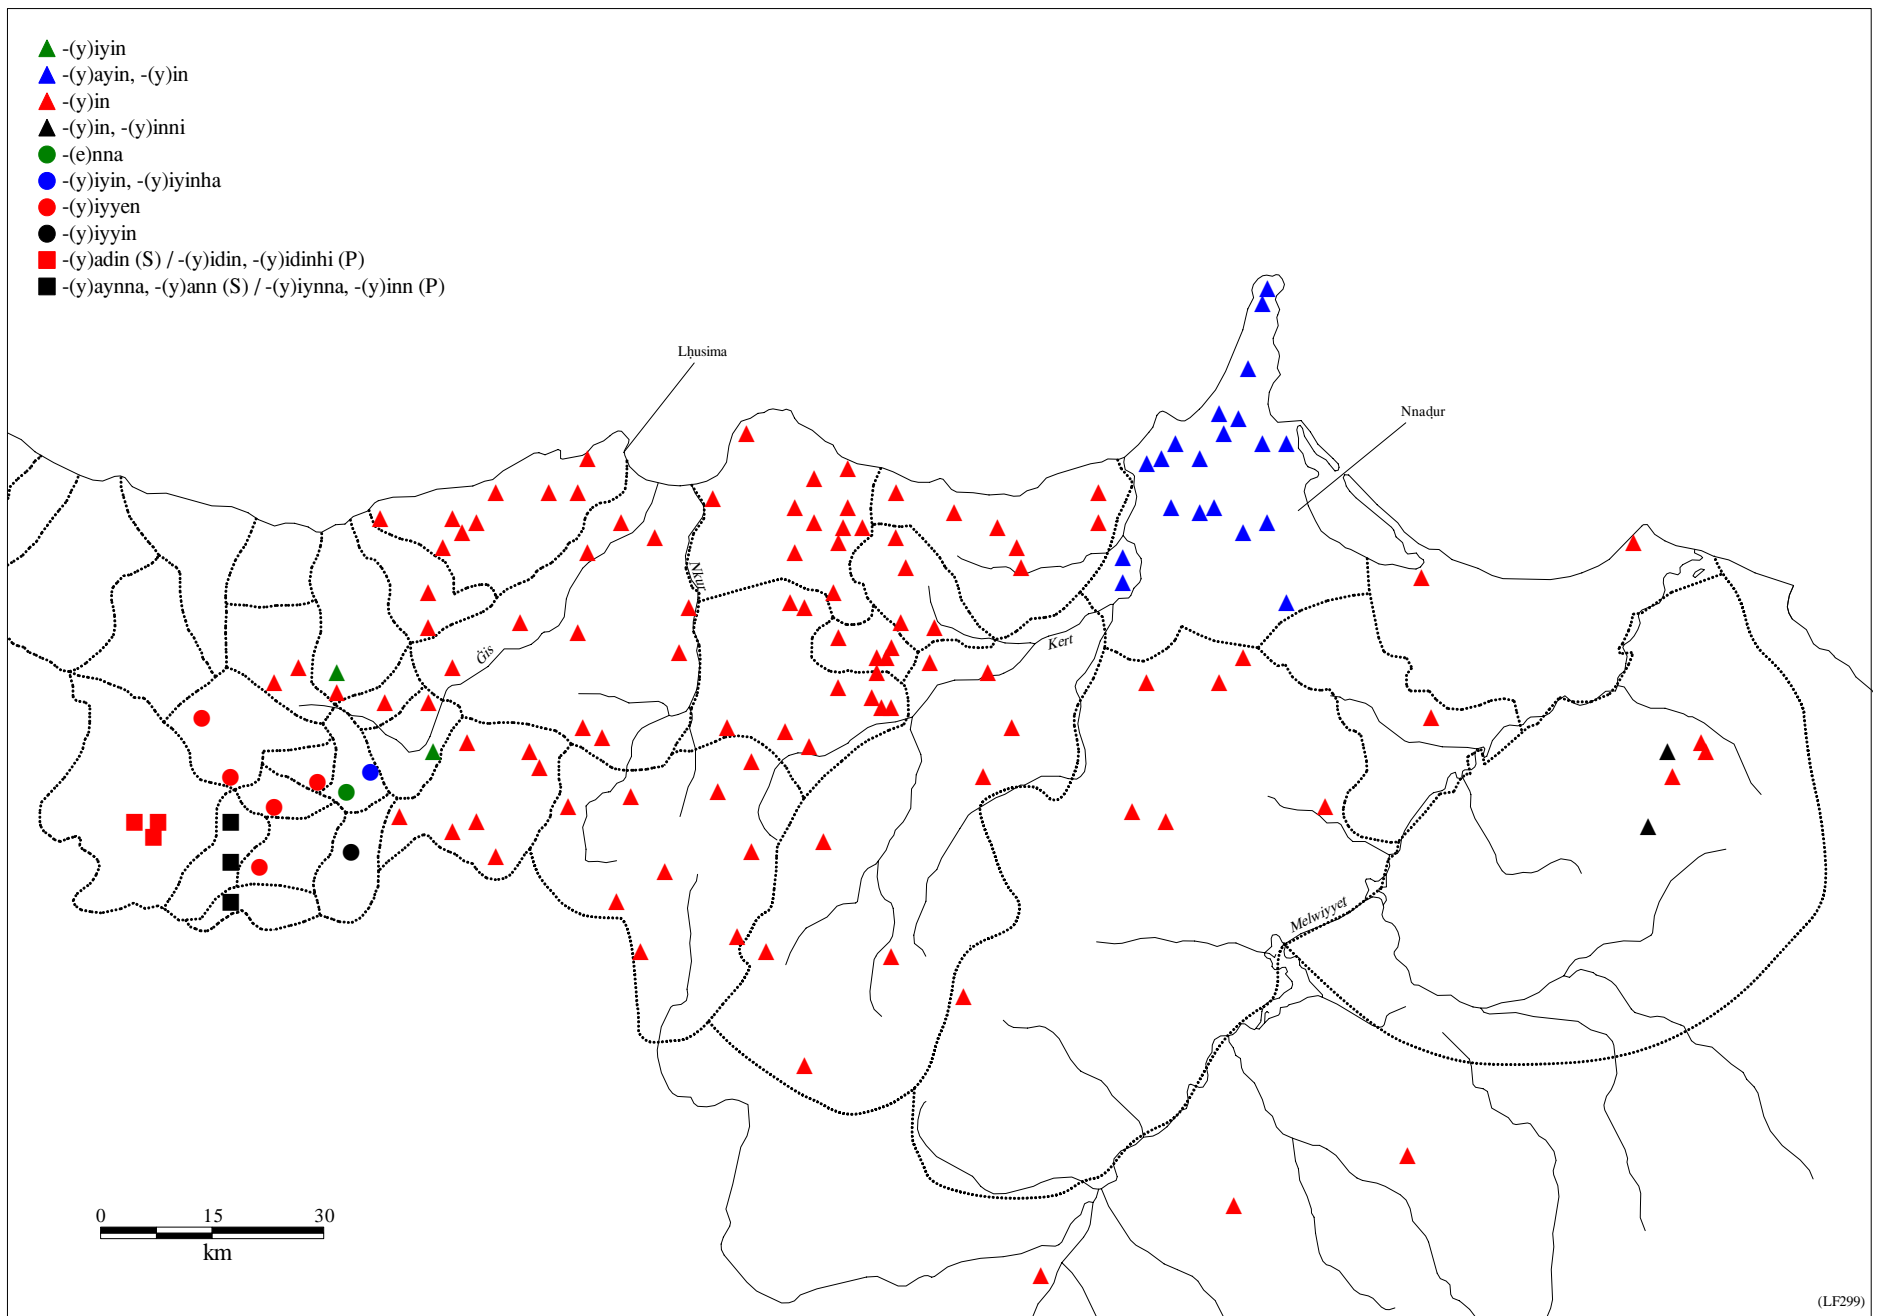 -(y)iyin
-(y)ayin, -(y)in
-(y)in
-(y)in, -(y)inni
-(e)nna
-(y)iyin, -(y)iyinha
-(y)iyyen
-(y)iyyin
-(y)adin (S) / -(y)idin, -(y)idinhi (P)
-(y)aynna, -(y)ann (S) / -(y)iynna, -(y)inn (P)
Lḥusima
Nnaḍur
Nkur
Ġis
Kert
Melwiyyet
0 15 30
km
(LF299)